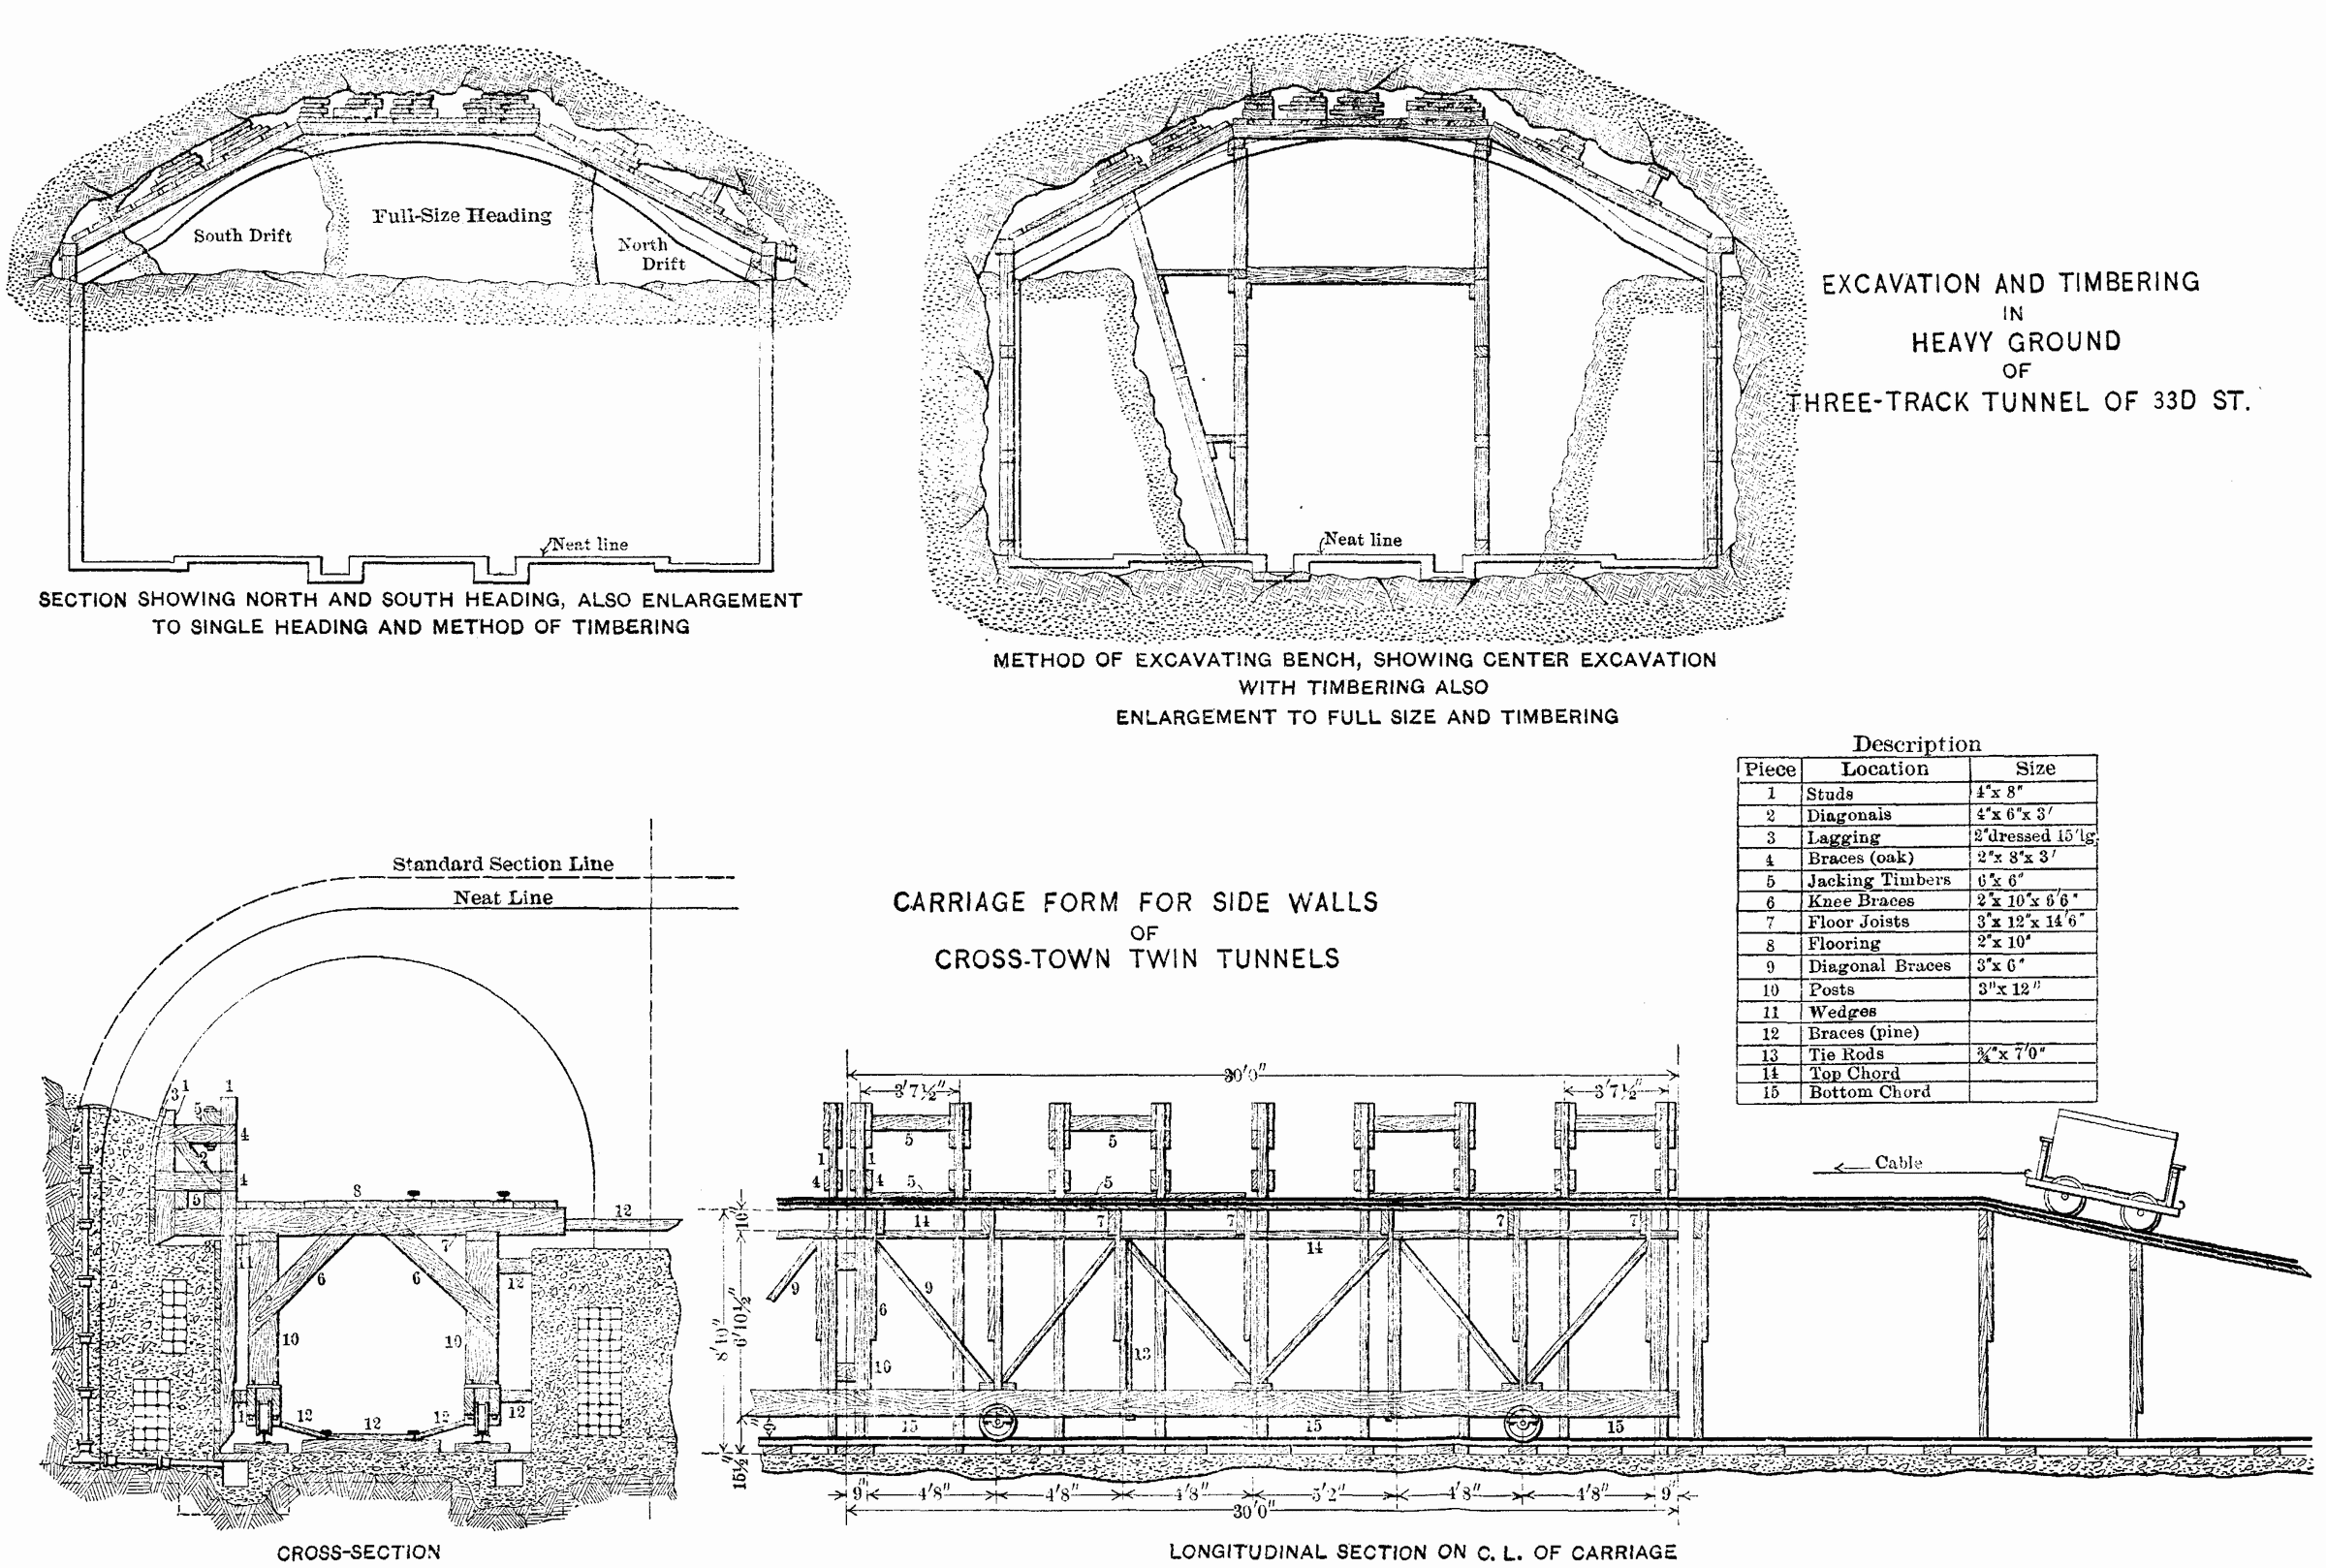 South Drift
Full-Size Heading
North
Drift
Neat line
SECTION SHOWING NORTH AND SOUTH HEADING, ALSO ENLARGEMENT
TO SINGLE HEADING AND METHOD OF TIMBERING
Neat line
METHOD OF EXCAVATING BENCH, SHOWING CENTER EXCAVATION
WITH TIMBERING ALSO
ENLARGEMENT TO FULL SIZE AND TIMBERING
EXCAVATION AND TIMBERING
IN
HEAVY GROUND
OF
THREE-TRACK TUNNEL OF 33D ST.
Description
Piece Location Size
1 Studs 4"x 8"
2 Diagonals 4"x 6"x 3'
3 Lagging 2"dressed 15'lg.
4 Braces (oak) 2"x 8"x 3'
5 Jacking Timbers 6"x 6"
6 Knee Braces 2"x 10"x 6'6"
7 Floor Joists 3"x 12"x 14'6"
8 Flooring 2"x 10"
9 Diagonal Braces 3"x 6"
10 Posts 3"x 12"
11 Wedges
12 Braces (pine)
13 Tie Rods ¾"x 7'0"
14 Top Chord
15 Bottom Chord
Standard Section Line
Neat Line
CARRIAGE FORM FOR SIDE WALLS
OF
CROSS-TOWN TWIN TUNNELS
3 1 1
5
4
2
4
5
8
12
7
11
6 6
12
10 10
12 12 12 12
CROSS-SECTION
30'0"
3'7½" 3'7½"
5 5
1 1
4 4 5 5
Cable
10"
14 7 7 7 7
14
9 9
6
8'10"
6'10½"
13
10
15 15 15
15½"
9" 4'8" 4'8" 4'8" 5'2" 4'8" 4'8" 9"
30'0"
LONGITUDINAL SECTION ON C. L. OF CARRIAGE